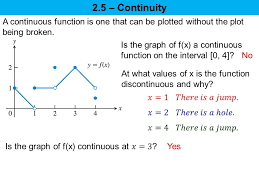 2.5 – Continuity
A continuous function is one that can be plotted without the plot
being broken.
y
y = f(x)
2
1
0
1
2
3
4
x
Is the graph of f(x) a continuous
function on the interval [0, 4]? No
At what values of x is the function
discontinuous and why?
x = 1 There is a jump.
x = 2 There is a hole.
x = 4 There is a jump.
Is the graph of f(x) continuous at x = 3? Yes